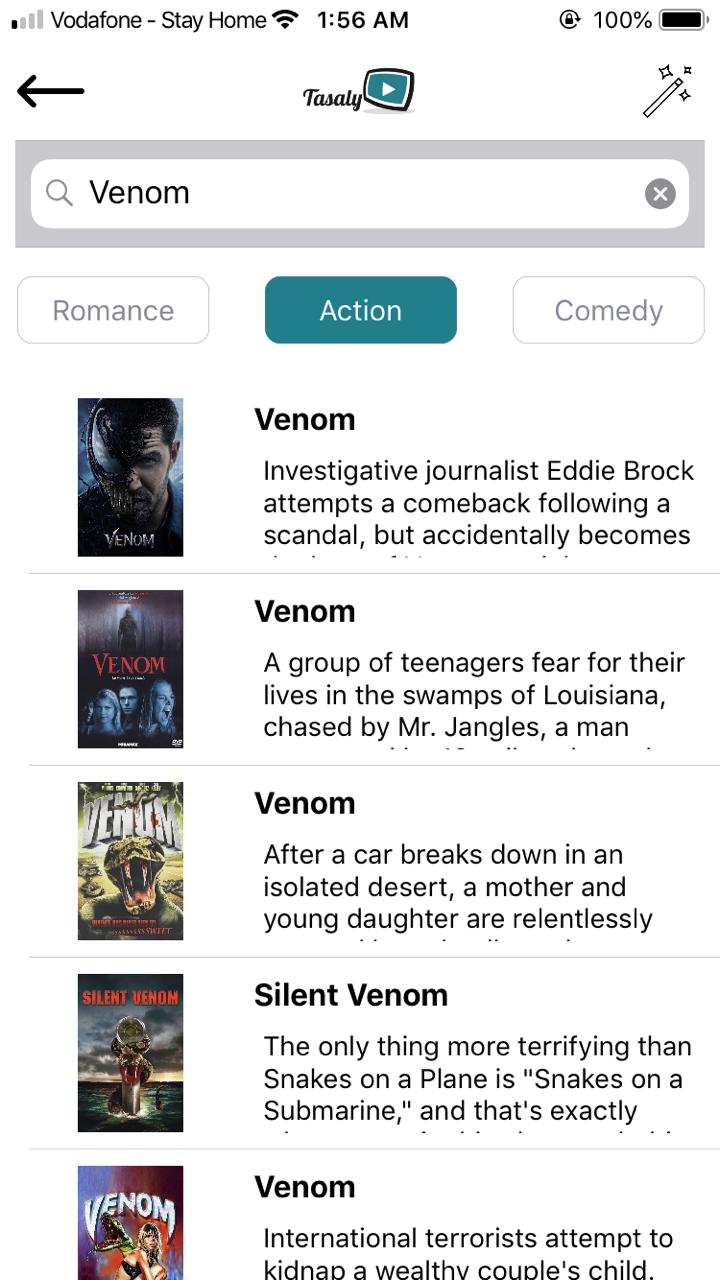 Vodafone - Stay Home 1:56 AM 100%
Tasaly
Venom
Romance Action Comedy
VENOM
Venom
Investigative journalist Eddie Brock
attempts a comeback following a
scandal, but accidentally becomes
VENOM
Venom
A group of teenagers fear for their
lives in the swamps of Louisiana,
chased by Mr. Jangles, a man
VENOM
Venom
After a car breaks down in an
isolated desert, a mother and
young daughter are relentlessly
SILENT VENOM
Silent Venom
The only thing more terrifying than
Snakes on a Plane is "Snakes on a
Submarine," and that's exactly
VENOM
Venom
International terrorists attempt to
kidnap a wealthy couple's child.